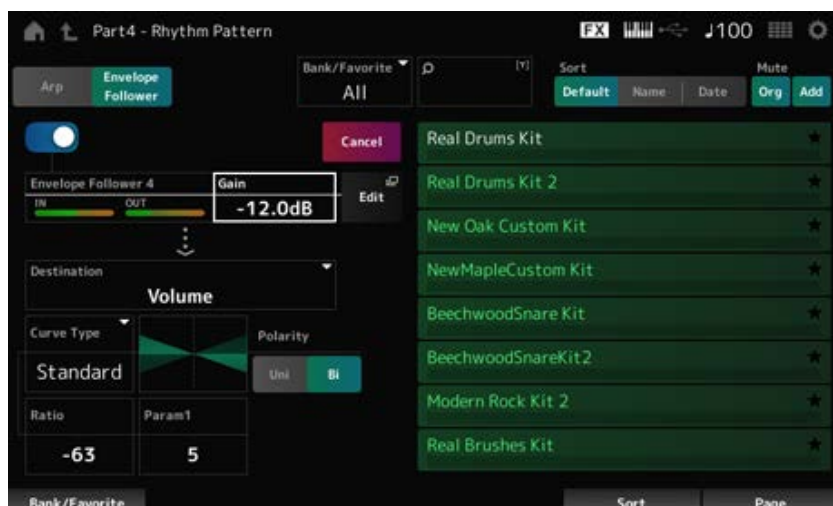 Part4 - Rhythm Pattern
FX
♩100
Arp
Envelope
Follower
Bank/Favorite
All
[Y]
Sort
Default Name Date
Mute
Org Add
Cancel
Envelope Follower 4
IN OUT
Gain
-12.0dB
Edit
Destination
Volume
Curve Type
Standard
Polarity
Uni Bi
Ratio
-63
Param1
5
Real Drums Kit
Real Drums Kit 2
New Oak Custom Kit
NewMapleCustom Kit
BeechwoodSnare Kit
BeechwoodSnareKit2
Modern Rock Kit 2
Real Brushes Kit
Bank/Favorite
Sort
Page